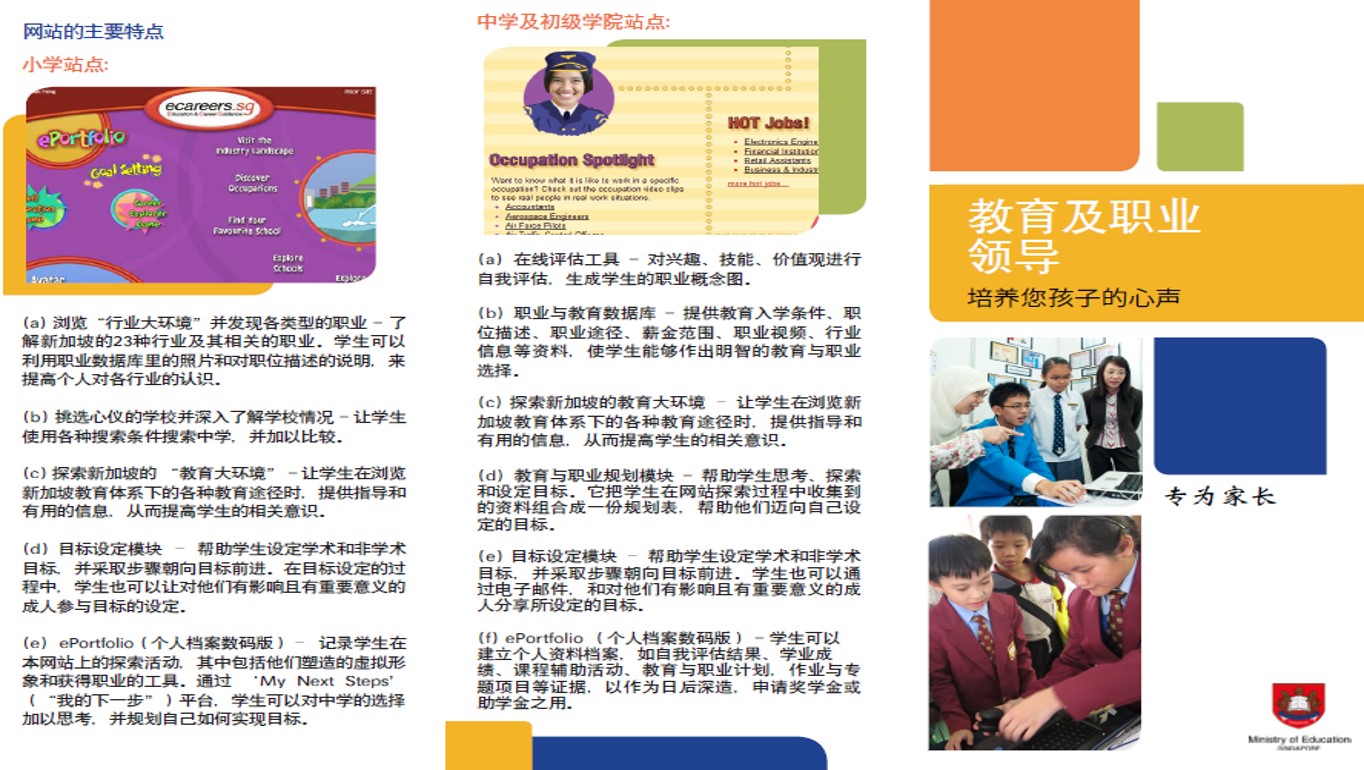 网站的主要特点
小学站点:
ecareers.sg
Education & Career Guidance
ePortfolio
Goal Setting
Visit the
Industry Landscape
Discover
Occupations
Find Your
Favourite School
Explore
Schools
Avatar
Explore
(a) 浏览“行业大环境”并发现各类型的职业 – 了
解新加坡的23种行业及其相关的职业。学生可以
利用职业数据库里的照片和对职位描述的说明, 来
提高个人对各行业的认识。
(b) 挑选心仪的学校并深入了解学校情况 – 让学生
使用各种搜索条件搜索中学, 并加以比较。
(c) 探索新加坡的 “教育大环境” – 让学生在浏览
新加坡教育体系下的各种教育途径时, 提供指导和
有用的信息, 从而提高学生的相关意识。
(d) 目标设定模块 – 帮助学生设定学术和非学术
目标, 并采取步骤朝向目标前进。在目标设定的过
程中, 学生也可以让对他们有影响且有重要意义的
成人参与目标的设定。
(e) ePortfolio (个人档案数码版) – 记录学生在
本网站上的探索活动, 其中包括他们塑造的虚拟形
象和获得职业的工具。通过 ‘My Next Steps’
(“我的下一步”) 平台, 学生可以对中学的选择
加以思考, 并规划自己如何实现目标。
中学及初级学院站点:
Occupation Spotlight
Want to know what it is like to work in a specific
occupation? Check out the occupation video clips
to see real people in real work situations.
Accountants
Aerospace Engineers
Air Force Pilots
Air Traffic Control Officers
HOT Jobs!
Electronics Engine
Financial Institution
Retail Assistants
Business & Indust
more hot jobs...
(a) 在线评估工具 – 对兴趣、技能、价值观进行
自我评估, 生成学生的职业概念图。
(b) 职业与教育数据库 – 提供教育入学条件、职
位描述、职业途径、薪金范围、职业视频、行业
信息等资料, 使学生能够作出明智的教育与职业
选择。
(c) 探索新加坡的教育大环境 – 让学生在浏览新
加坡教育体系下的各种教育途径时, 提供指导和
有用的信息, 从而提高学生的相关意识。
(d) 教育与职业规划模块 – 帮助学生思考、探索
和设定目标。它把学生在网站探索过程中收集到
的资料组合成一份规划表, 帮助他们迈向自己设
定的目标。
(e) 目标设定模块 – 帮助学生设定学术和非学术
目标, 并采取步骤朝向目标前进。学生也可以通
过电子邮件, 和对他们有影响且有重要意义的成
人分享所设定的目标。
(f) ePortfolio (个人档案数码版) – 学生可以
建立个人资料档案, 如自我评估结果、学业成
绩、课程辅助活动、教育与职业计划, 作业与专
题项目等证据, 以作为日后深造, 申请奖学金或
助学金之用。
教育及职业
领导
培养您孩子的心声
专为家长
Ministry of Education
SINGAPORE